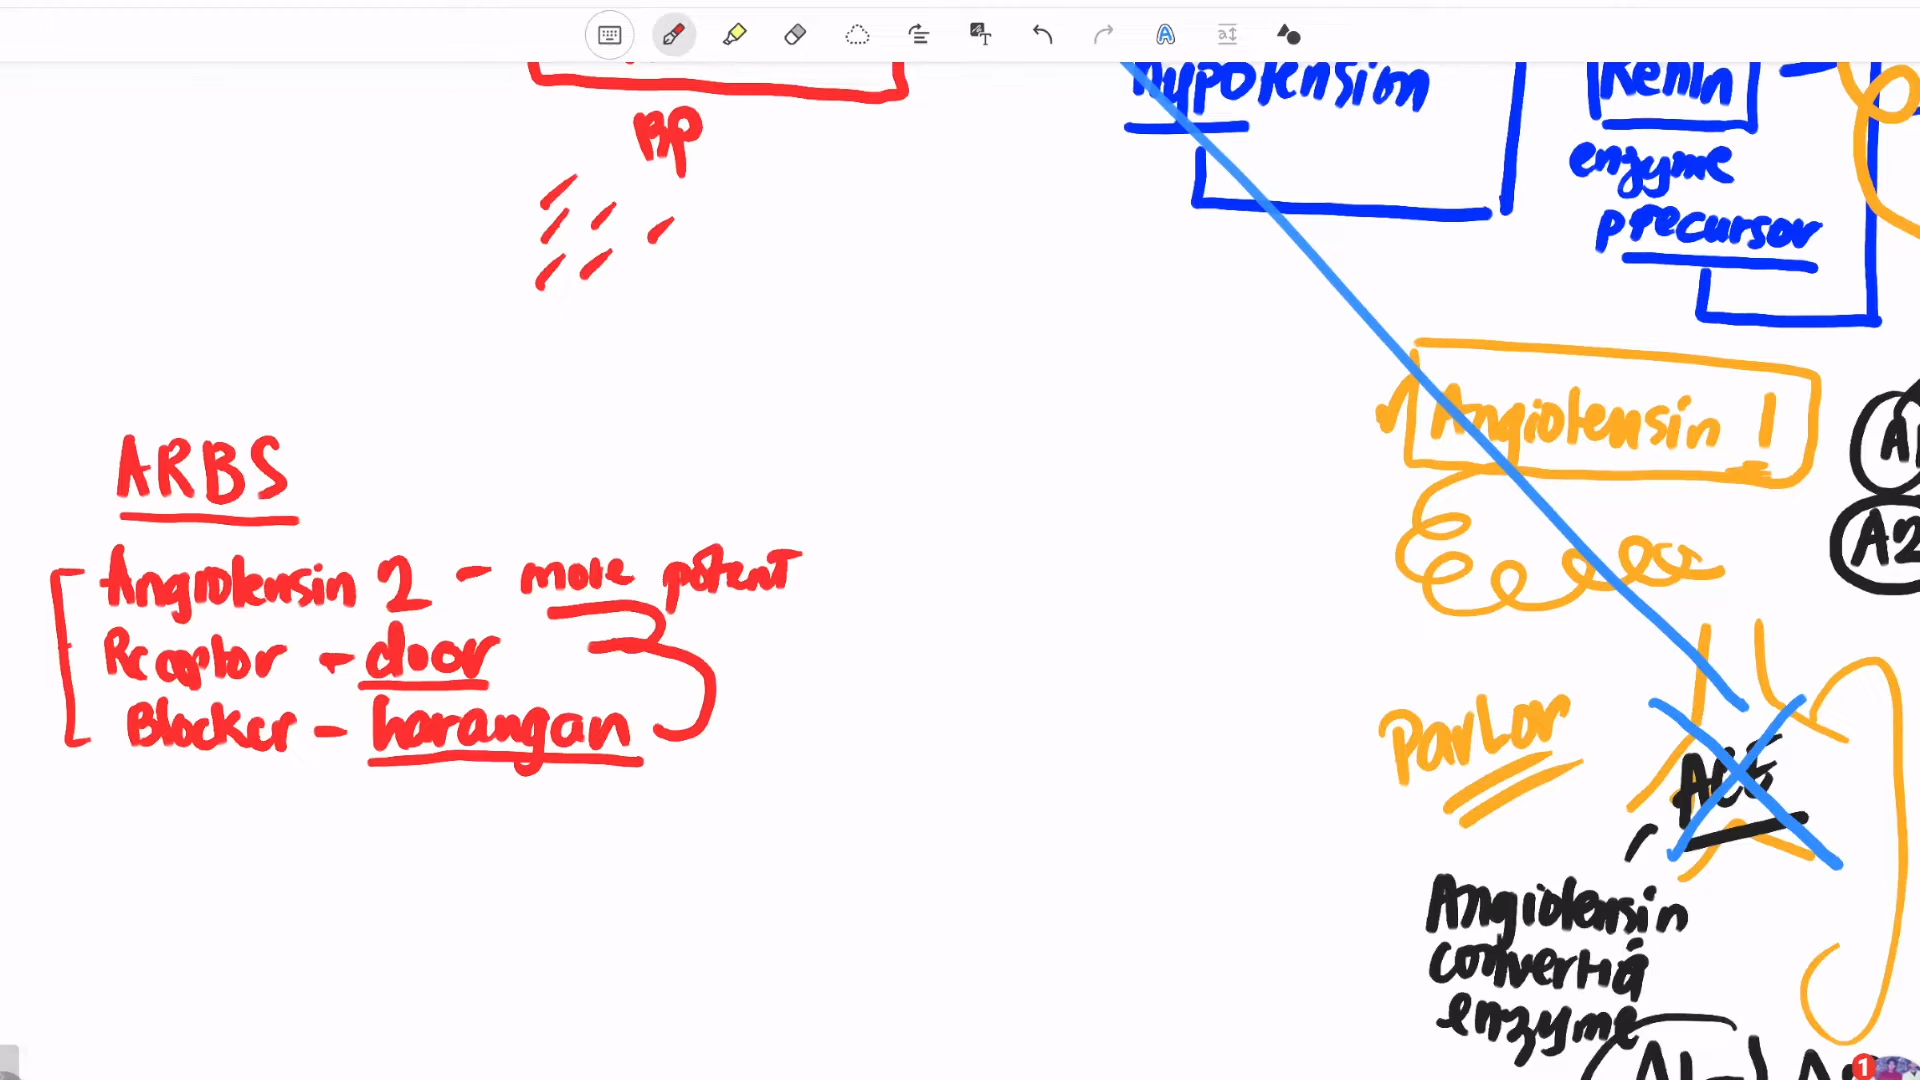 BP
hypotension
Renin
enzyme
precursor
Angiotensin 1
A2
ARBS
Angiotensin 2 - more potent
Receptor - door
Blocker - harangan
Parlor
ACE
Angiotensin
enzyme
1